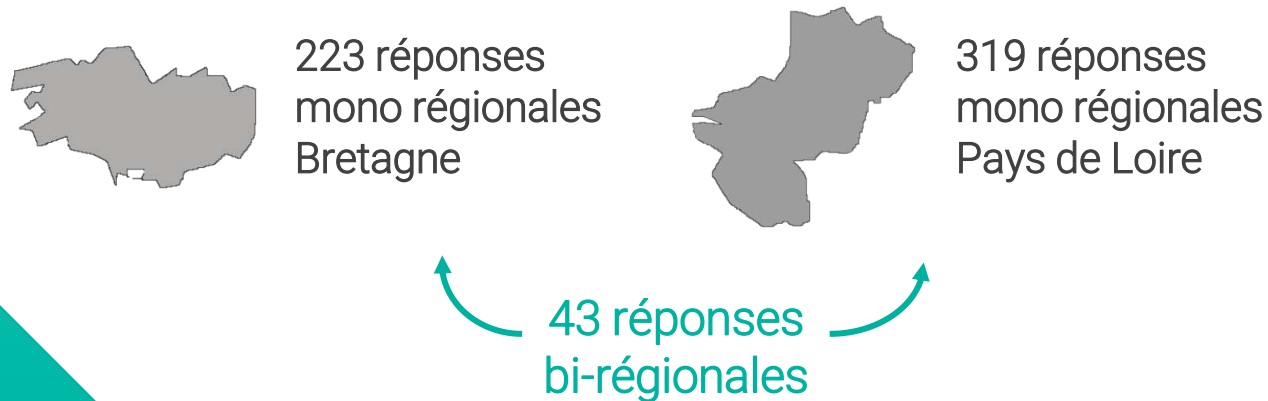 223 réponses
mono régionales
Bretagne
319 réponses
mono régionales
Pays de Loire
43 réponses
bi-régionales